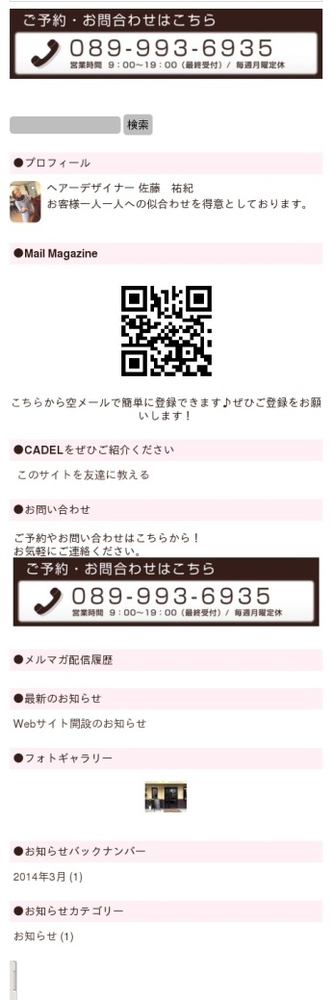 ご予約・お問合わせはこちら
089-993-6935
営業時間 9：00〜19：00（最終受付）/ 毎週月曜定休
検索
●プロフィール
ヘアーデザイナー 佐藤　祐紀
お客様一人一人への似合わせを得意としております。
●Mail Magazine
こちらから空メールで簡単に登録できます♪ぜひご登録をお願
いします！
●CADELをぜひご紹介ください
このサイトを友達に教える
●お問い合わせ
ご予約やお問い合わせはこちらから！
お気軽にご連絡ください。
ご予約・お問合わせはこちら
089-993-6935
営業時間 9：00〜19：00（最終受付）/ 毎週月曜定休
●メルマガ配信履歴
●最新のお知らせ
Webサイト開設のお知らせ
●フォトギャラリー
●お知らせバックナンバー
2014年3月 (1)
●お知らせカテゴリー
お知らせ (1)